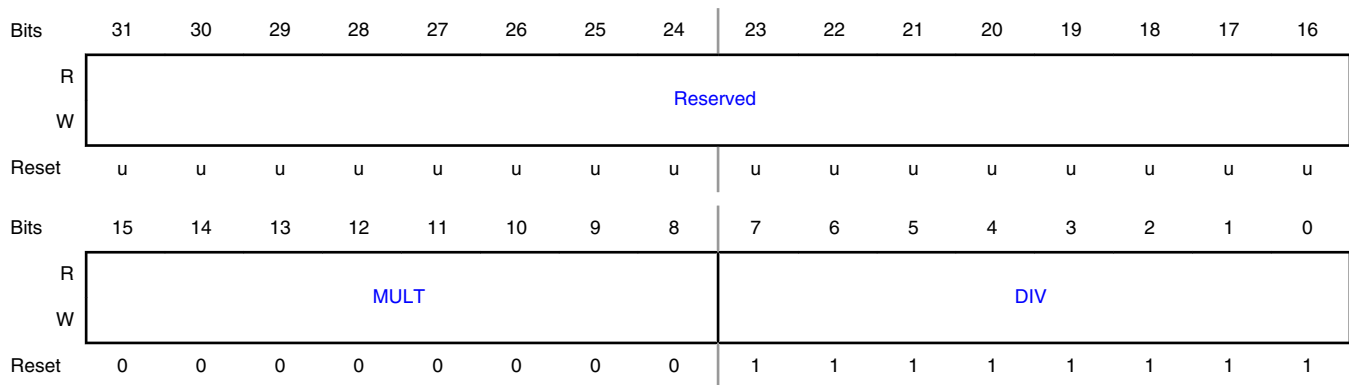 Bits 31 30 29 28 27 26 25 24 23 22 21 20 19 18 17 16
R
Reserved
W
Reset u u u u u u u u u u u u u u u u
Bits 15 14 13 12 11 10 9 8 7 6 5 4 3 2 1 0
R
MULT DIV
W
Reset 0 0 0 0 0 0 0 0 1 1 1 1 1 1 1 1